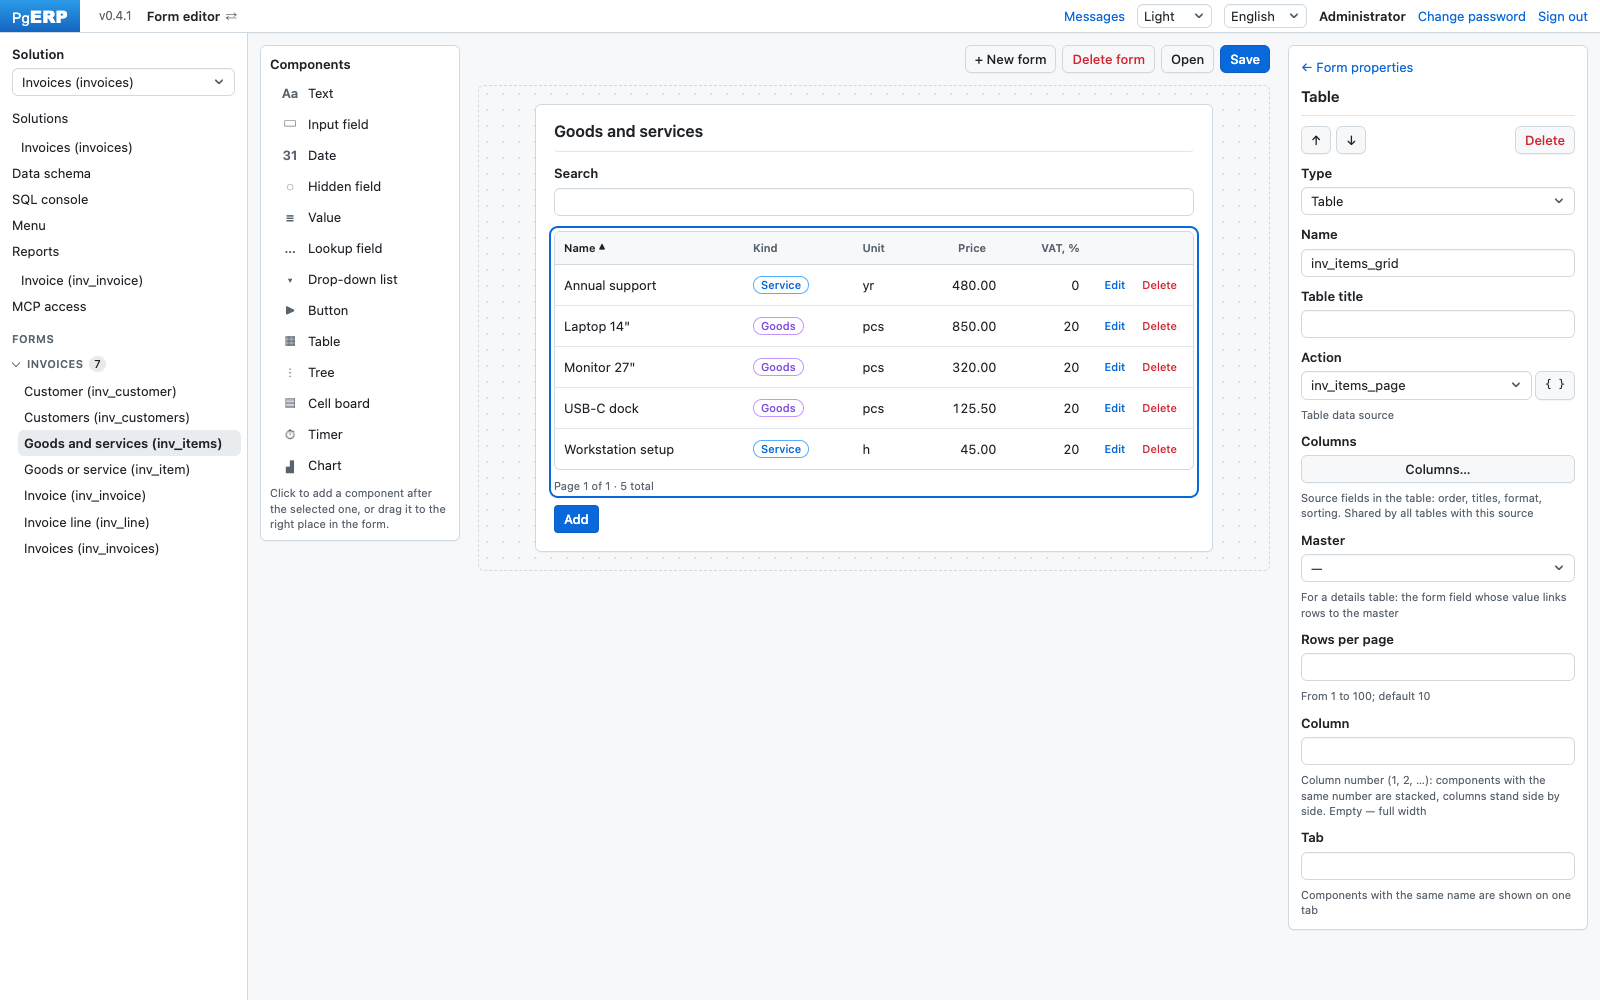 PgERP
v0.4.1
Form editor ⇄
Messages
Light
English
Administrator
Change password
Sign out
Solution
Invoices (invoices)
Solutions
Invoices (invoices)
Data schema
SQL console
Menu
Reports
Invoice (inv_invoice)
MCP access
FORMS
INVOICES 7
Customer (inv_customer)
Customers (inv_customers)
Goods and services (inv_items)
Goods or service (inv_item)
Invoice (inv_invoice)
Invoice line (inv_line)
Invoices (inv_invoices)
Components
Aa Text
Input field
31 Date
Hidden field
Value
... Lookup field
Drop-down list
Button
Table
Tree
Cell board
Timer
Chart
Click to add a component after
the selected one, or drag it to the
right place in the form.
+ New form
Delete form
Open
Save
Goods and services
Search
Name ▲ Kind Unit Price VAT, %
Annual support Service yr 480.00 0 Edit Delete
Laptop 14" Goods pcs 850.00 20 Edit Delete
Monitor 27" Goods pcs 320.00 20 Edit Delete
USB-C dock Goods pcs 125.50 20 Edit Delete
Workstation setup Service h 45.00 20 Edit Delete
Page 1 of 1 · 5 total
Add
← Form properties
Table
↑ ↓ Delete
Type
Table
Name
inv_items_grid
Table title
Action
inv_items_page { }
Table data source
Columns
Columns...
Source fields in the table: order, titles, format,
sorting. Shared by all tables with this source
Master
—
For a details table: the form field whose value links
rows to the master
Rows per page
From 1 to 100; default 10
Column
Column number (1, 2, …): components with the
same number are stacked, columns stand side by
side. Empty — full width
Tab
Components with the same name are shown on one
tab